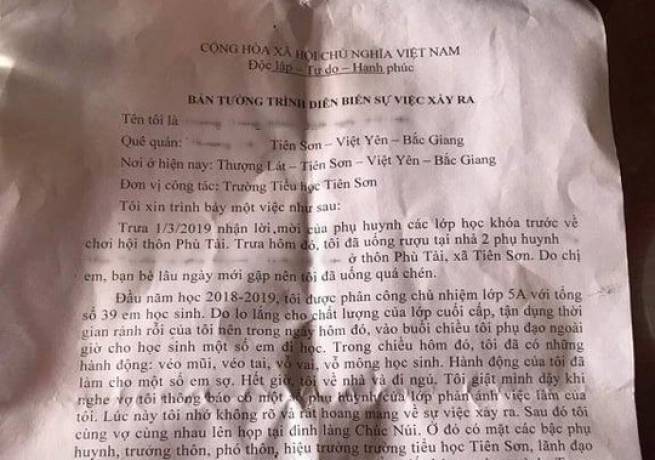 CỘNG HÒA XÃ HỘI CHỦ NGHĨA VIỆT NAM
Độc lập – Tự do – Hạnh phúc
BẢN TƯỜNG TRÌNH DIỄN BIẾN SỰ VIỆC XẢY RA
Tên tôi là
Quê quán: Tiên Sơn – Việt Yên – Bắc Giang
Nơi ở hiện nay: Thượng Lát – Tiên Sơn – Việt Yên – Bắc Giang
Đơn vị công tác: Trường Tiểu học Tiên Sơn
Tôi xin trình bày một việc như sau:
Trưa 1/3/2019 nhận lời mời của phụ huynh các lớp học khóa trước về
chơi hội thôn Phù Tải. Trưa hôm đó, tôi đã uống rượu tại nhà 2 phụ huynh
ở thôn Phù Tải, xã Tiên Sơn. Do chị
em, bạn bè lâu ngày mới gặp nên tôi đã uống quá chén.
Đầu năm học 2018-2019, tôi được phân công chủ nhiệm lớp 5A với tổng
số 39 em học sinh. Do lo lắng cho chất lượng của lớp cuối cấp, tận dụng thời
gian rảnh rỗi của tôi nên trong ngày hôm đó, vào buổi chiều tôi phụ đạo ngoài
giờ cho học sinh một số em đi học. Trong chiều hôm đó, tôi đã có những
hành động: véo mũi, véo tai, vỗ vai, vỗ mông học sinh. Hành động của tôi đã
làm cho một số em sợ. Hết giờ, tôi về nhà và đi ngủ. Tôi giật mình dậy khi
nghe vợ tôi thông báo có một số phụ huynh của lớp phản ánh việc làm của
tôi. Lúc này tôi nhớ không rõ và rất hoang mang về sự việc xảy ra. Sau đó tôi
cùng vợ cùng nhau lên họp tại đình làng Chúc Núi. Ở đó có mặt các bậc phụ
huynh, trưởng thôn, phó thôn, hiệu trưởng trường tiểu học Tiên Sơn, lãnh đạo